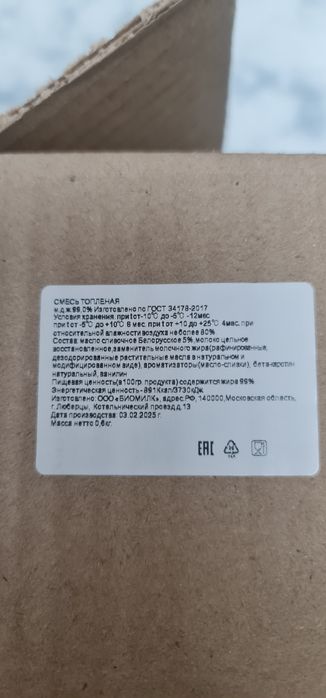 СМЕСЬ ТОПЛЕНАЯ
м.д.ж.99,0% Изготовлено по ГОСТ 34178-2017
Условия хранения: при t от-10°С до -5°С -12мес.
при t от -5°С до +10°С 6 мес. при t от +10 до +25°С 4мес. при
относительной влажности воздуха не более 80%
Состав: масло сливочное Белорусское 5%, молоко цельное
восстановленное,заменитель молочного жира(рафинированные,
дезодорированные растительные масла в натуральном и
модифицированном виде), ароматизаторы(масло-сливки), бета-каротин
натуральный, ванилин
Пищевая ценность(в 100гр. продукта) содержится жира 99%
Энергетическая ценность - 891Ккал/3730кДж.
Изготовлено: ООО «БИОМИЛК», адрес:РФ, 140000,Московская область,
г. Люберцы, Котельнический проезд д. 13
Дата производства: 03.02.2025 г.
Масса нетто 0,6кг.
EAC